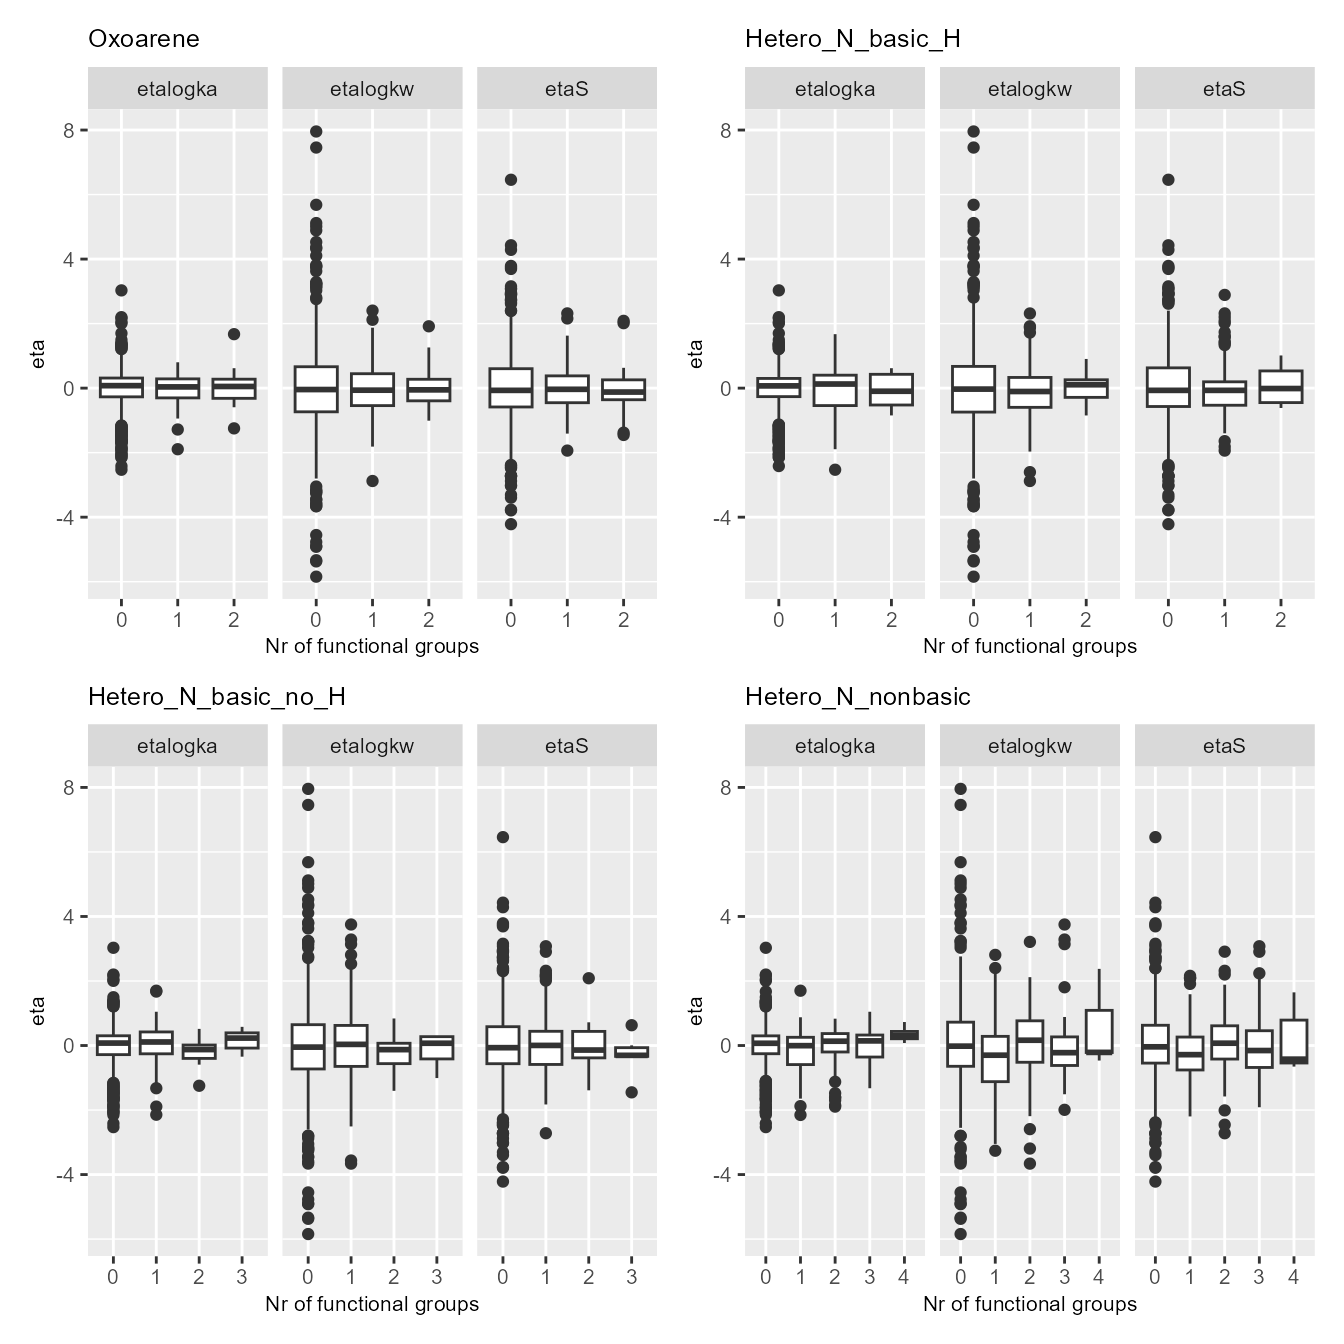 Oxoarene
etalogka etalogkw etaS
8
4
0
-4
eta
0 1 2 0 1 2 0 1 2
Nr of functional groups
Hetero_N_basic_H
etalogka etalogkw etaS
8
4
0
-4
eta
0 1 2 0 1 2 0 1 2
Nr of functional groups
Hetero_N_basic_no_H
etalogka etalogkw etaS
8
4
0
-4
eta
0 1 2 3 0 1 2 3 0 1 2 3
Nr of functional groups
Hetero_N_nonbasic
etalogka etalogkw etaS
8
4
0
-4
eta
0 1 2 3 4 0 1 2 3 4 0 1 2 3 4
Nr of functional groups